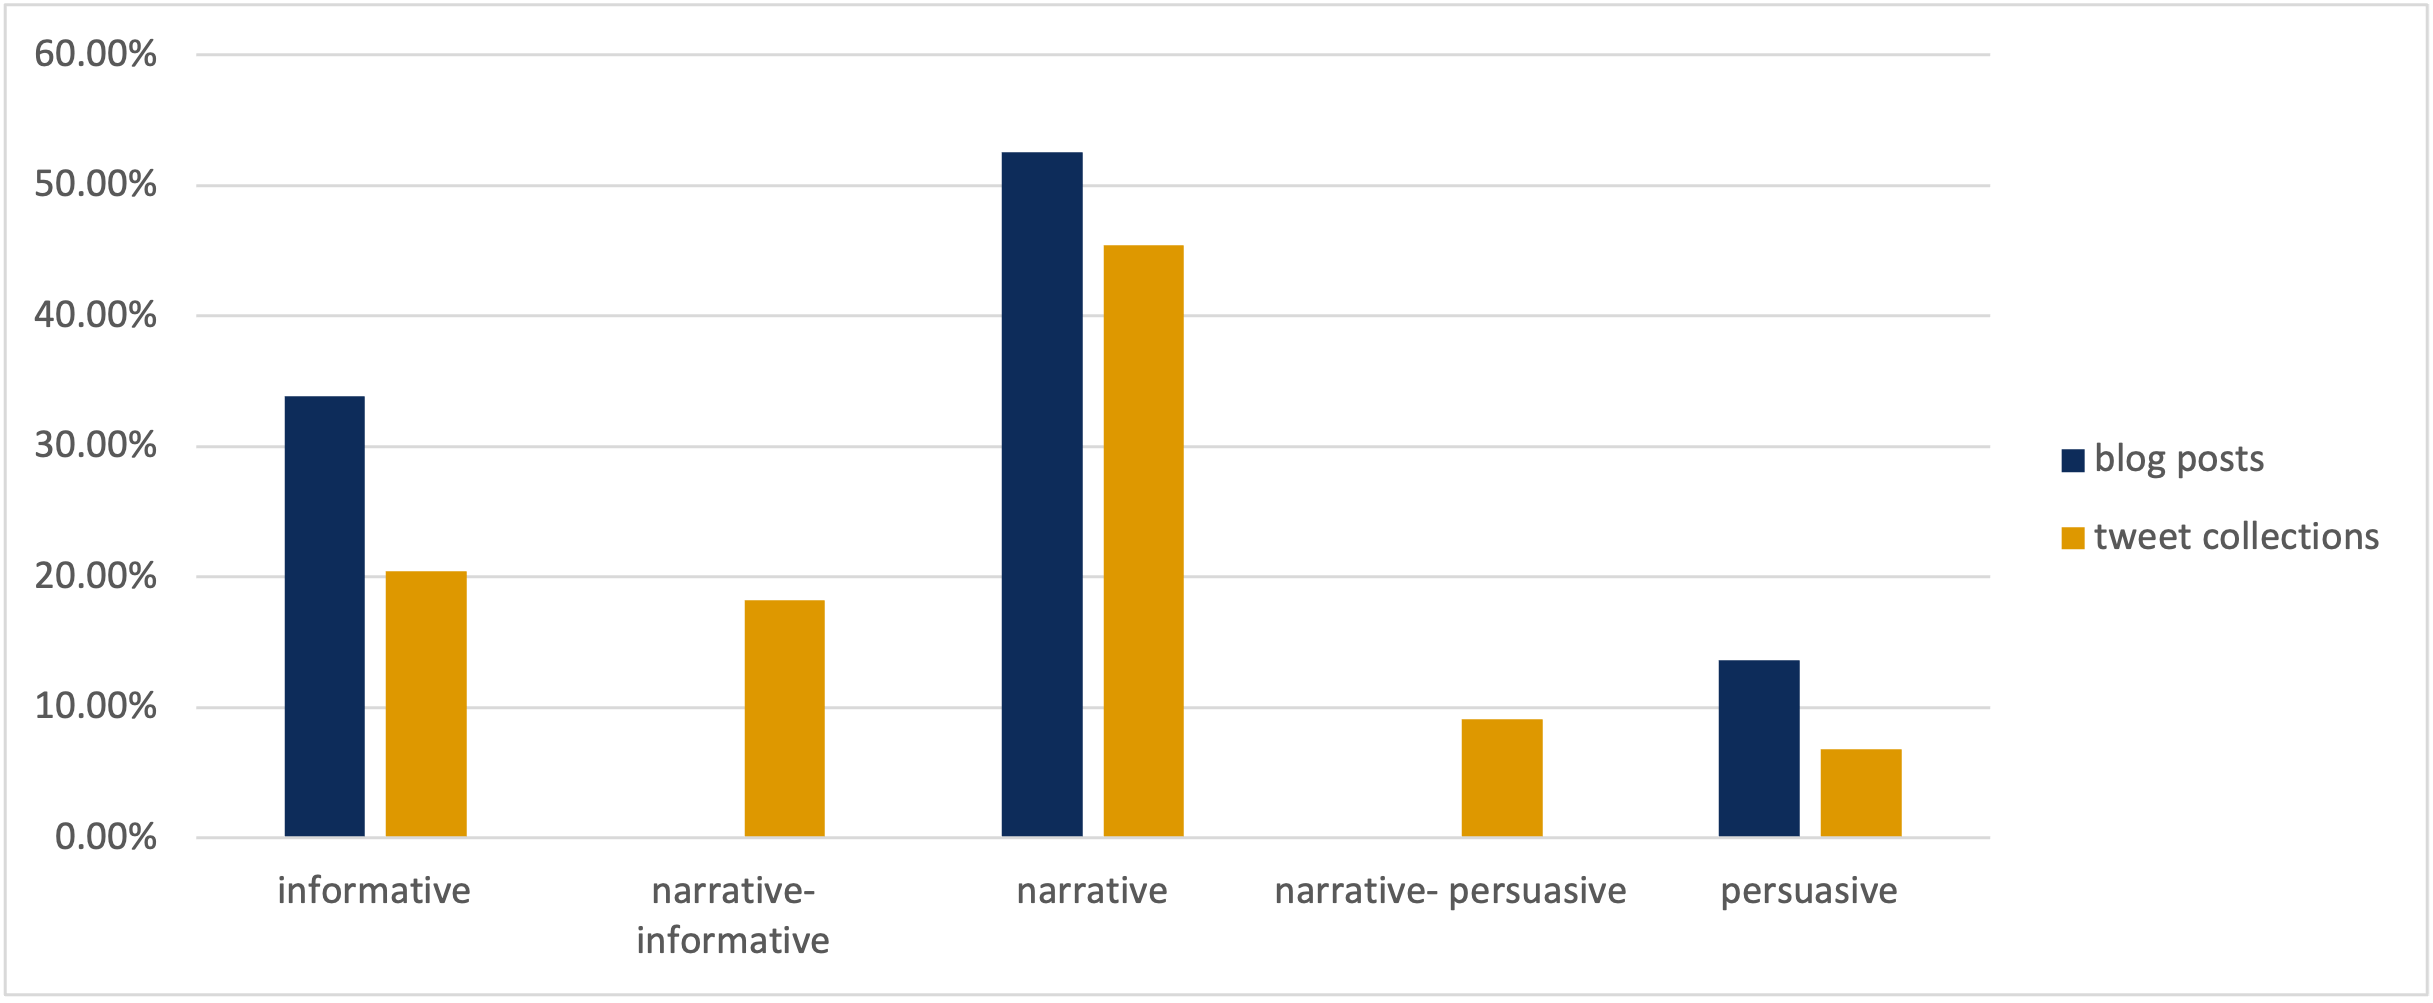 60.00%
50.00%
40.00%
30.00%
20.00%
10.00%
0.00%
informative
narrative-
informative
narrative
narrative- persuasive
persuasive
blog posts
tweet collections